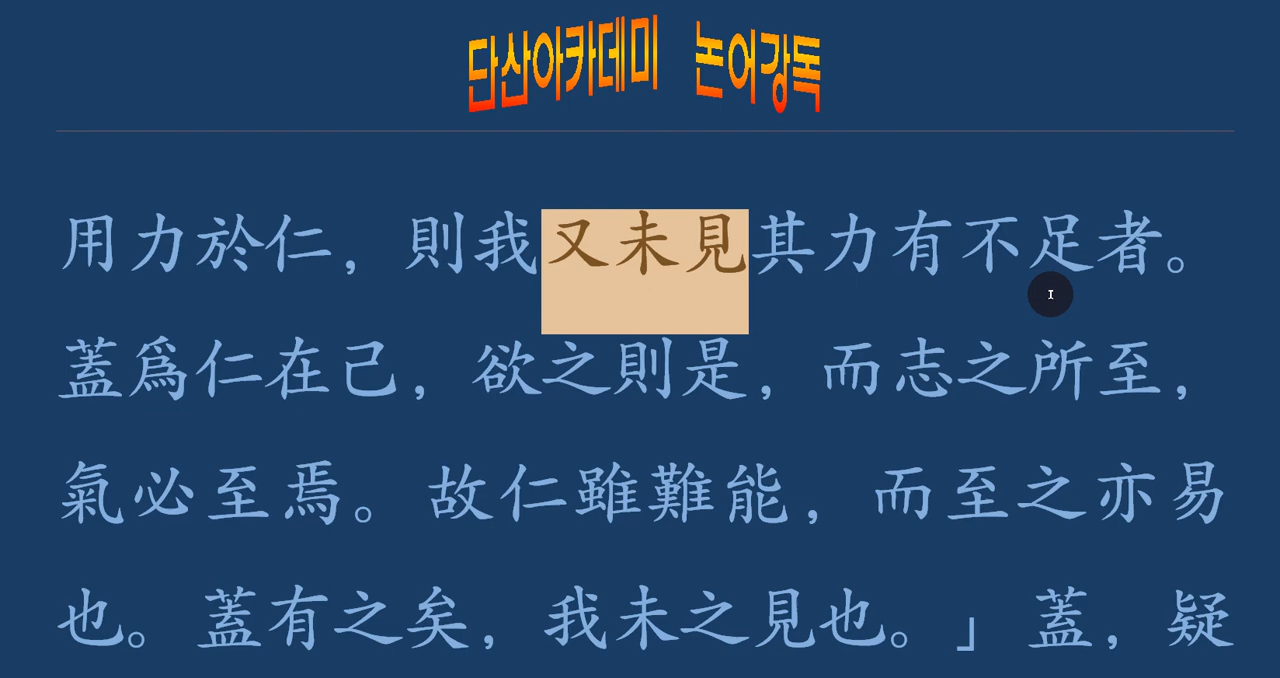 단산아카데미 논어강독
用力於仁，則我又未見其力有不足者。
蓋爲仁在己，欲之則是，而志之所至，
氣必至焉。故仁雖難能，而至之亦易
也。蓋有之矣，我未之見也。」蓋，疑